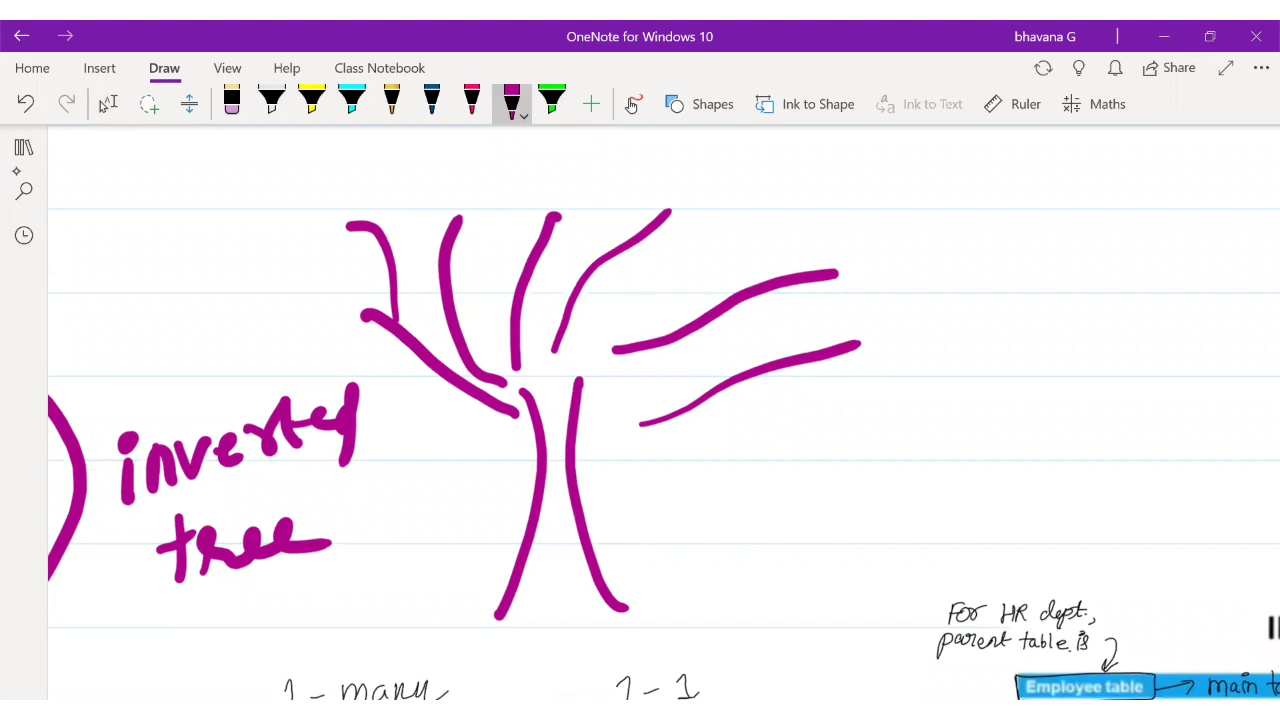 OneNote for Windows 10
bhavana G
Home Insert Draw View Help Class Notebook
Share
Shapes Ink to Shape Ink to Text Ruler Maths
inverted
tree
For HR dept.,
parent table is
Employee table
main
1 - many
1 - 1